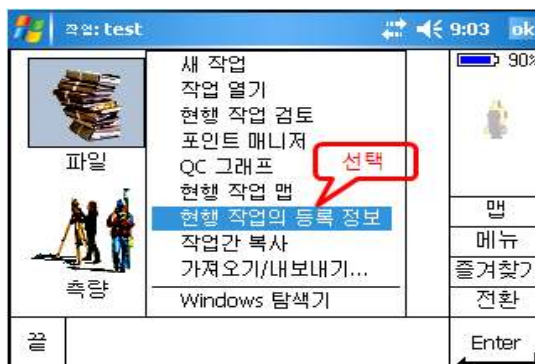 작업: test
9:03
ok
90%
새 작업
작업 열기
현행 작업 검토
포인트 매니저
QC 그래프
현행 작업 맵
현행 작업의 등록 정보
작업간 복사
가져오기/내보내기...
Windows 탐색기
선택
파일
측량
맵
메뉴
즐겨찾기
전환
끝
Enter